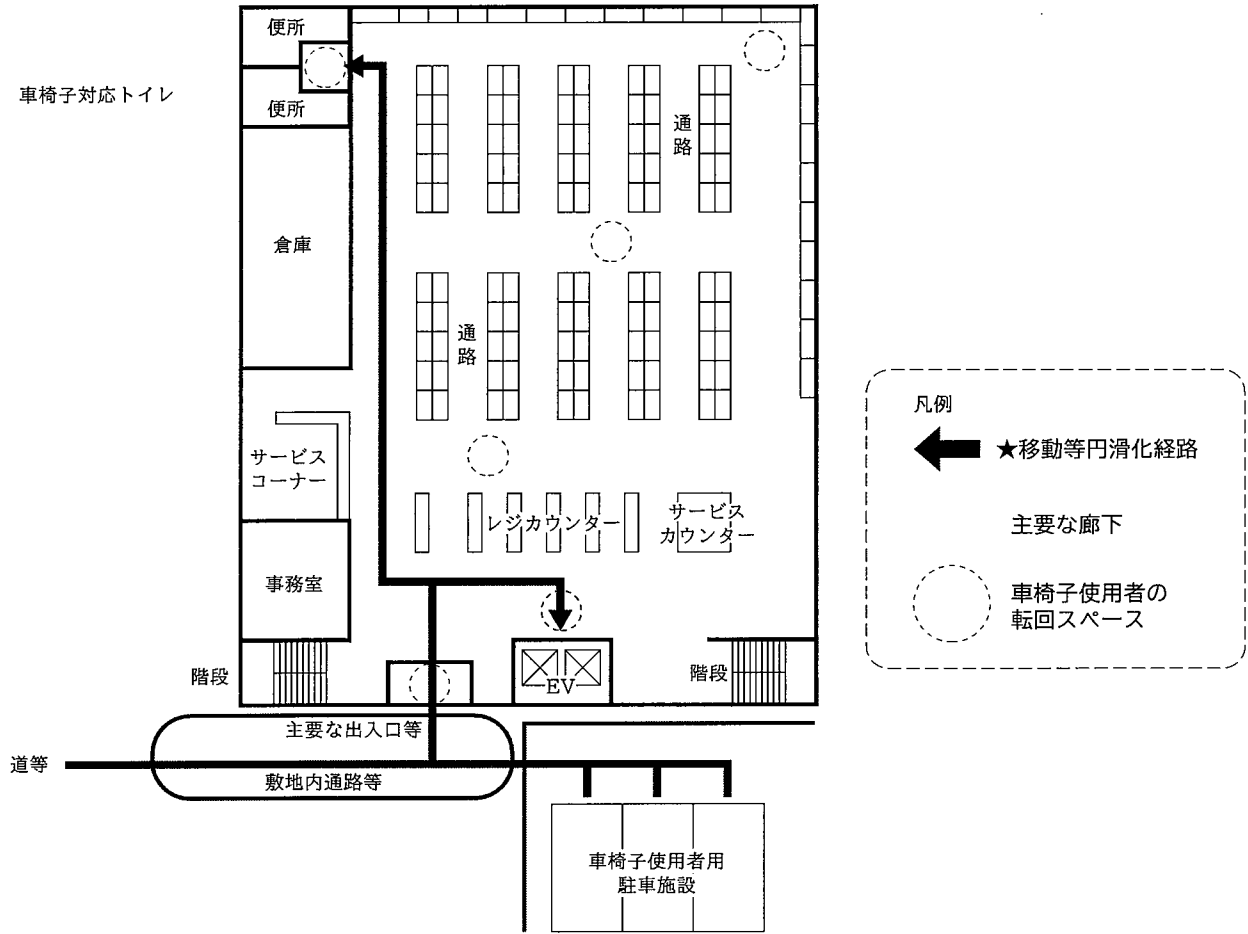 便所
車椅子対応トイレ
便所
通
路
倉庫
通
路
サービス
コーナー
レジカウンター
サービス
カウンター
事務室
階段
EV
階段
主要な出入口等
道等
敷地内通路等
車椅子使用者用
駐車施設
凡例
★移動等円滑化経路
主要な廊下
車椅子使用者の
転回スペース